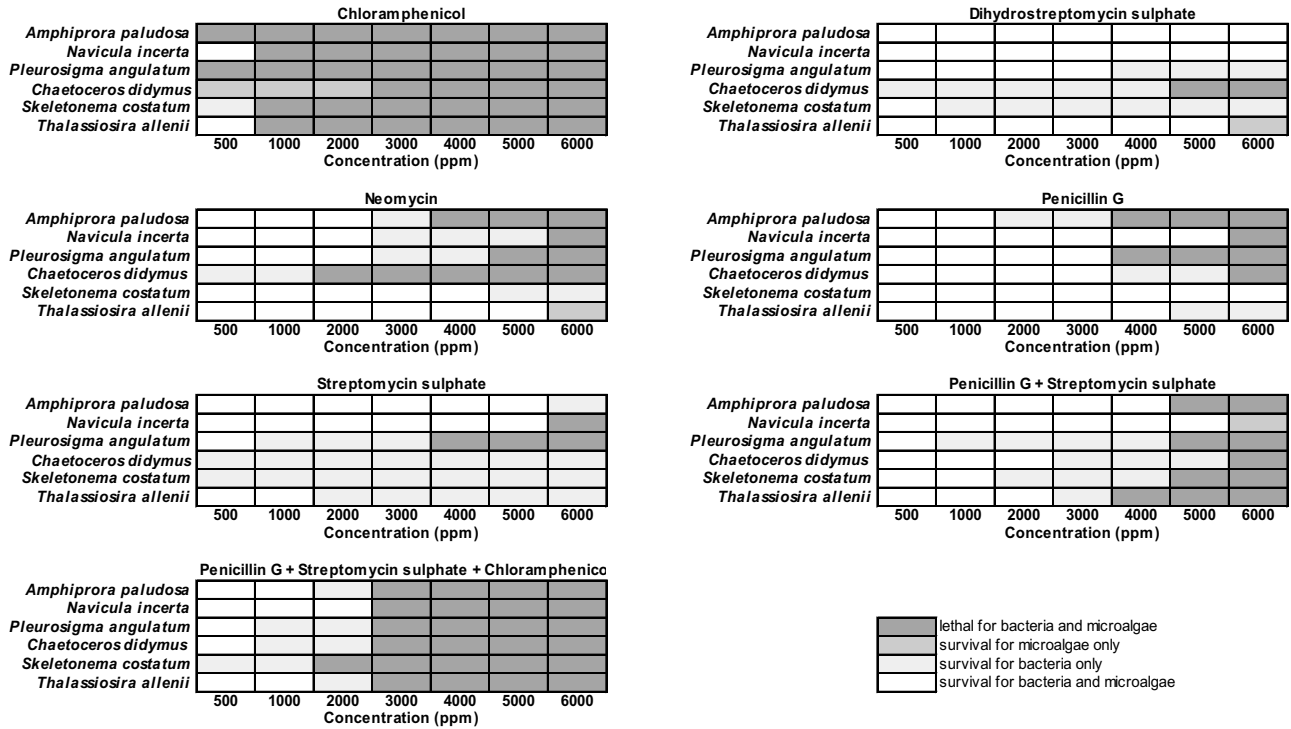 Chloramphenicol
Amphiprora paludosa
Navicula incerta
Pleurosigma angulatum
Chaetoceros didymus
Skeletonema costatum
Thalassiosira allenii
500 1000 2000 3000 4000 5000 6000
Concentration (ppm)
Dihydrostreptomycin sulphate
Amphiprora paludosa
Navicula incerta
Pleurosigma angulatum
Chaetoceros didymus
Skeletonema costatum
Thalassiosira allenii
500 1000 2000 3000 4000 5000 6000
Concentration (ppm)
Neomycin
Amphiprora paludosa
Navicula incerta
Pleurosigma angulatum
Chaetoceros didymus
Skeletonema costatum
Thalassiosira allenii
500 1000 2000 3000 4000 5000 6000
Concentration (ppm)
Penicillin G
Amphiprora paludosa
Navicula incerta
Pleurosigma angulatum
Chaetoceros didymus
Skeletonema costatum
Thalassiosira allenii
500 1000 2000 3000 4000 5000 6000
Concentration (ppm)
Streptomycin sulphate
Amphiprora paludosa
Navicula incerta
Pleurosigma angulatum
Chaetoceros didymus
Skeletonema costatum
Thalassiosira allenii
500 1000 2000 3000 4000 5000 6000
Concentration (ppm)
Penicillin G + Streptomycin sulphate
Amphiprora paludosa
Navicula incerta
Pleurosigma angulatum
Chaetoceros didymus
Skeletonema costatum
Thalassiosira allenii
500 1000 2000 3000 4000 5000 6000
Concentration (ppm)
Penicillin G + Streptomycin sulphate + Chloramphenico
Amphiprora paludosa
Navicula incerta
Pleurosigma angulatum
Chaetoceros didymus
Skeletonema costatum
Thalassiosira allenii
500 1000 2000 3000 4000 5000 6000
Concentration (ppm)
lethal for bacteria and microalgae
survival for microalgae only
survival for bacteria only
survival for bacteria and microalgae